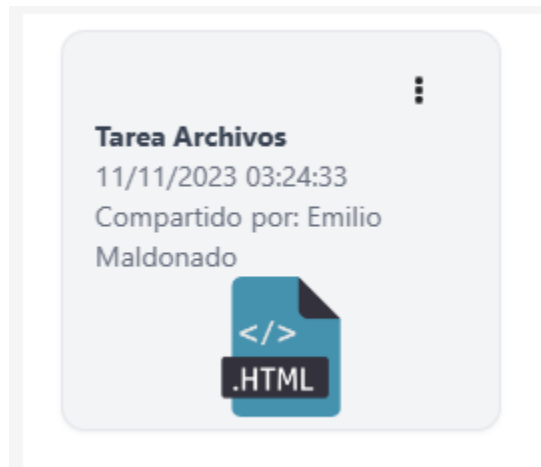 Tarea Archivos
11/11/2023 03:24:33
Compartido por: Emilio
Maldonado
</>
.HTML